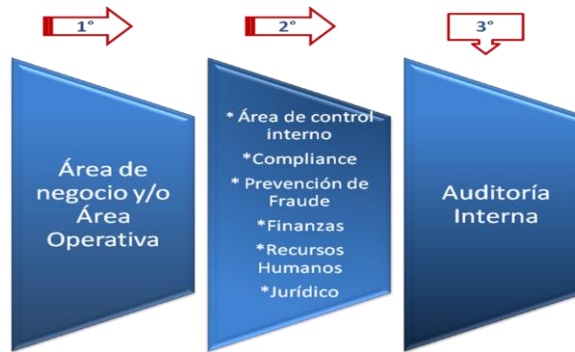 1°
2°
3°
Área de
negocio y/o
Área
Operativa
* Área de control
interno
*Compliance
* Prevención de
Fraude
*Finanzas
*Recursos
Humanos
*Jurídico
Auditoría
Interna